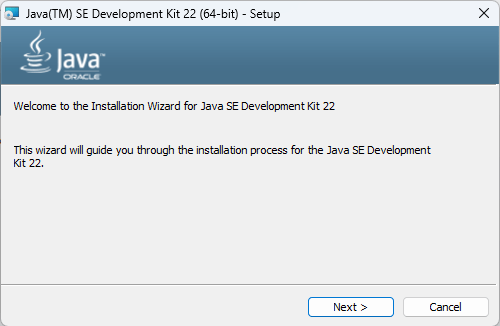 Java(TM) SE Development Kit 22 (64-bit) - Setup
Java
ORACLE
Welcome to the Installation Wizard for Java SE Development Kit 22
This wizard will guide you through the installation process for the Java SE Development
Kit 22.
Next >
Cancel